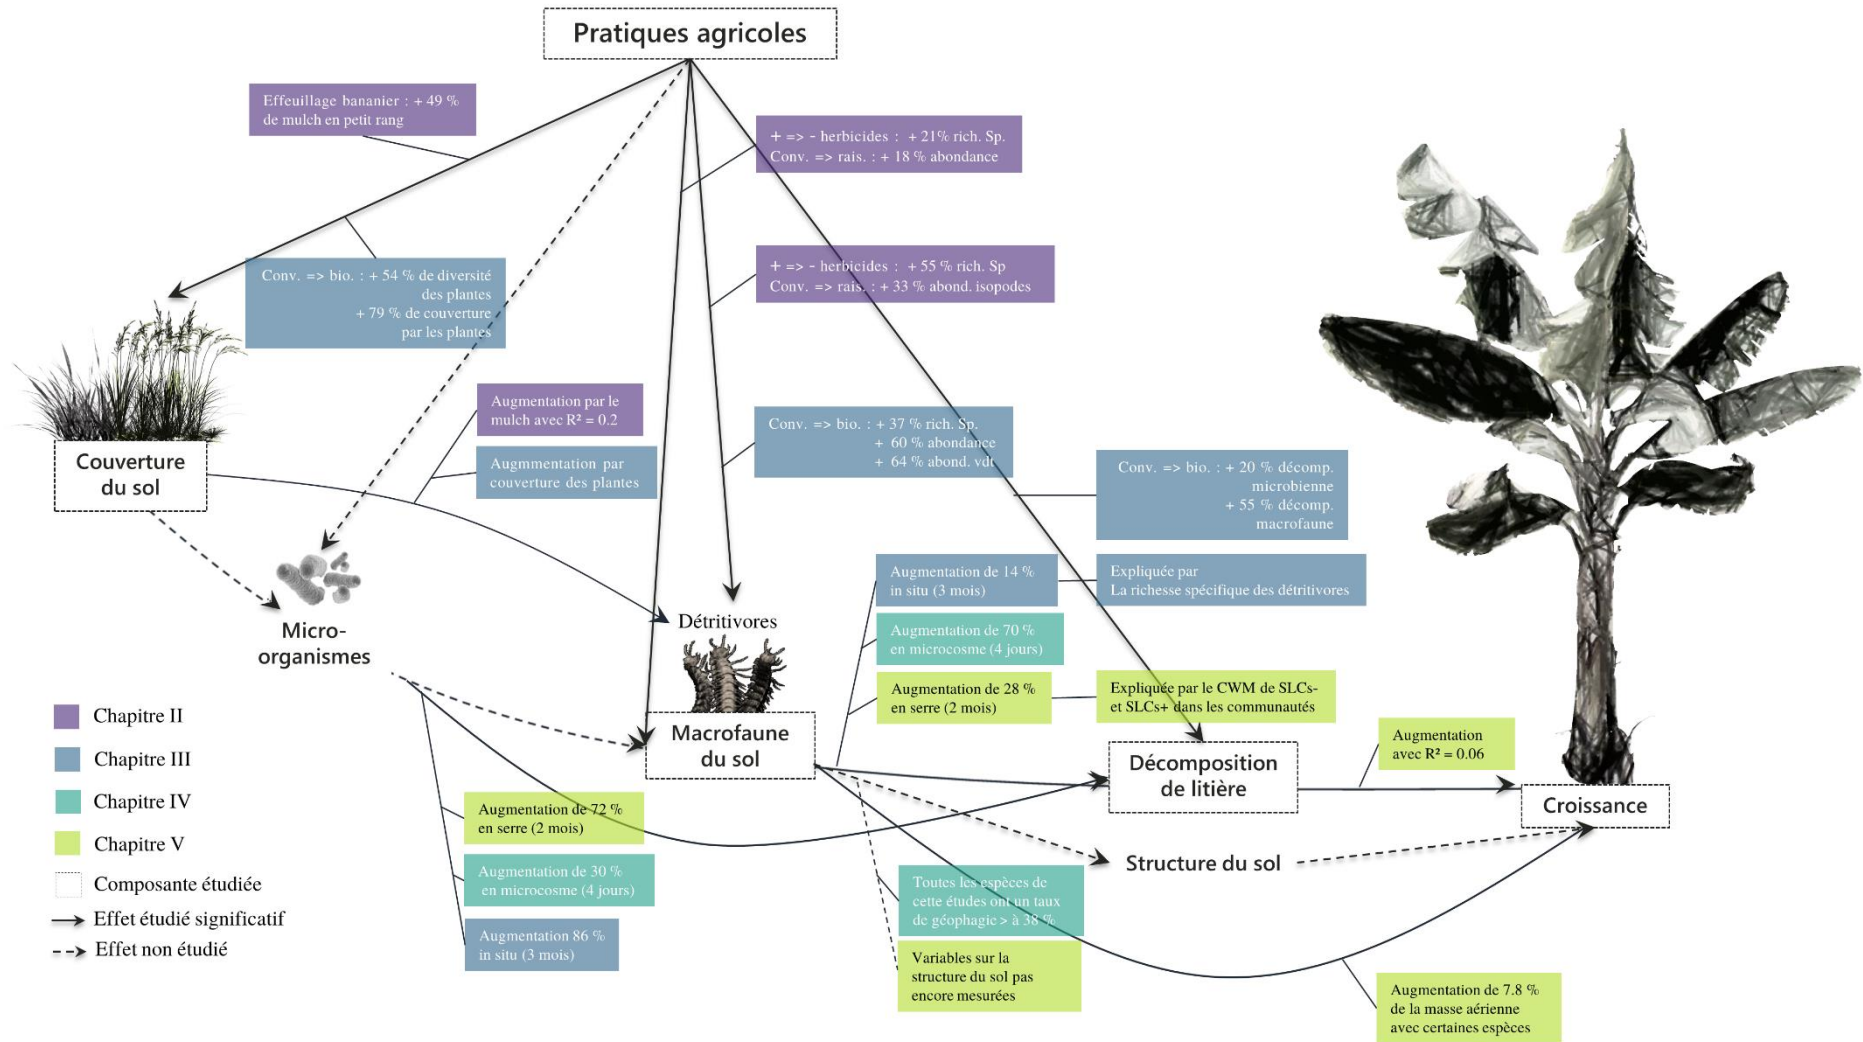 Pratiques agricoles
Effeuillage bananier : + 49 %
de mulch en petit rang
+ => - herbicides : + 21% rich. Sp.
Conv. => rais. : + 18 % abondance
+ => - herbicides : + 55 % rich. Sp
Conv. => rais. : + 33 % abond. isopodes
Conv. => bio. : + 54 % de diversité
des plantes
+ 79 % de couverture
par les plantes
Augmentation par le
mulch avec R² = 0.2
Augmmentation par
couverture des plantes
Conv. => bio. : + 37 % rich. Sp.
+ 60 % abondance
+ 64 % abond. vdt
Conv. => bio. : + 20 % décomp.
microbienne
+ 55 % décomp.
macrofaune
Couverture
du sol
Augmentation de 14 %
in situ (3 mois)
Expliquée par
La richesse spécifique des détritivores
Micro-
organismes
Détritivores
Augmentation de 70 %
en microcosme (4 jours)
Augmentation de 28 %
en serre (2 mois)
Expliquée par le CWM de SLCs-
et SLCs+ dans les communautés
Macrofaune
du sol
Décomposition
de litière
Augmentation
avec R² = 0.06
Croissance
Chapitre II
Chapitre III
Chapitre IV
Chapitre V
Composante étudiée
Effet étudié significatif
Effet non étudié
Augmentation de 72 %
en serre (2 mois)
Augmentation de 30 %
en microcosme (4 jours)
Augmentation 86 %
in situ (3 mois)
Structure du sol
Toutes les espèces de
cette études ont un taux
de géophagie > à 38 %
Variables sur la
structure du sol pas
encore mesurées
Augmentation de 7.8 %
de la masse aérienne
avec certaines espèces